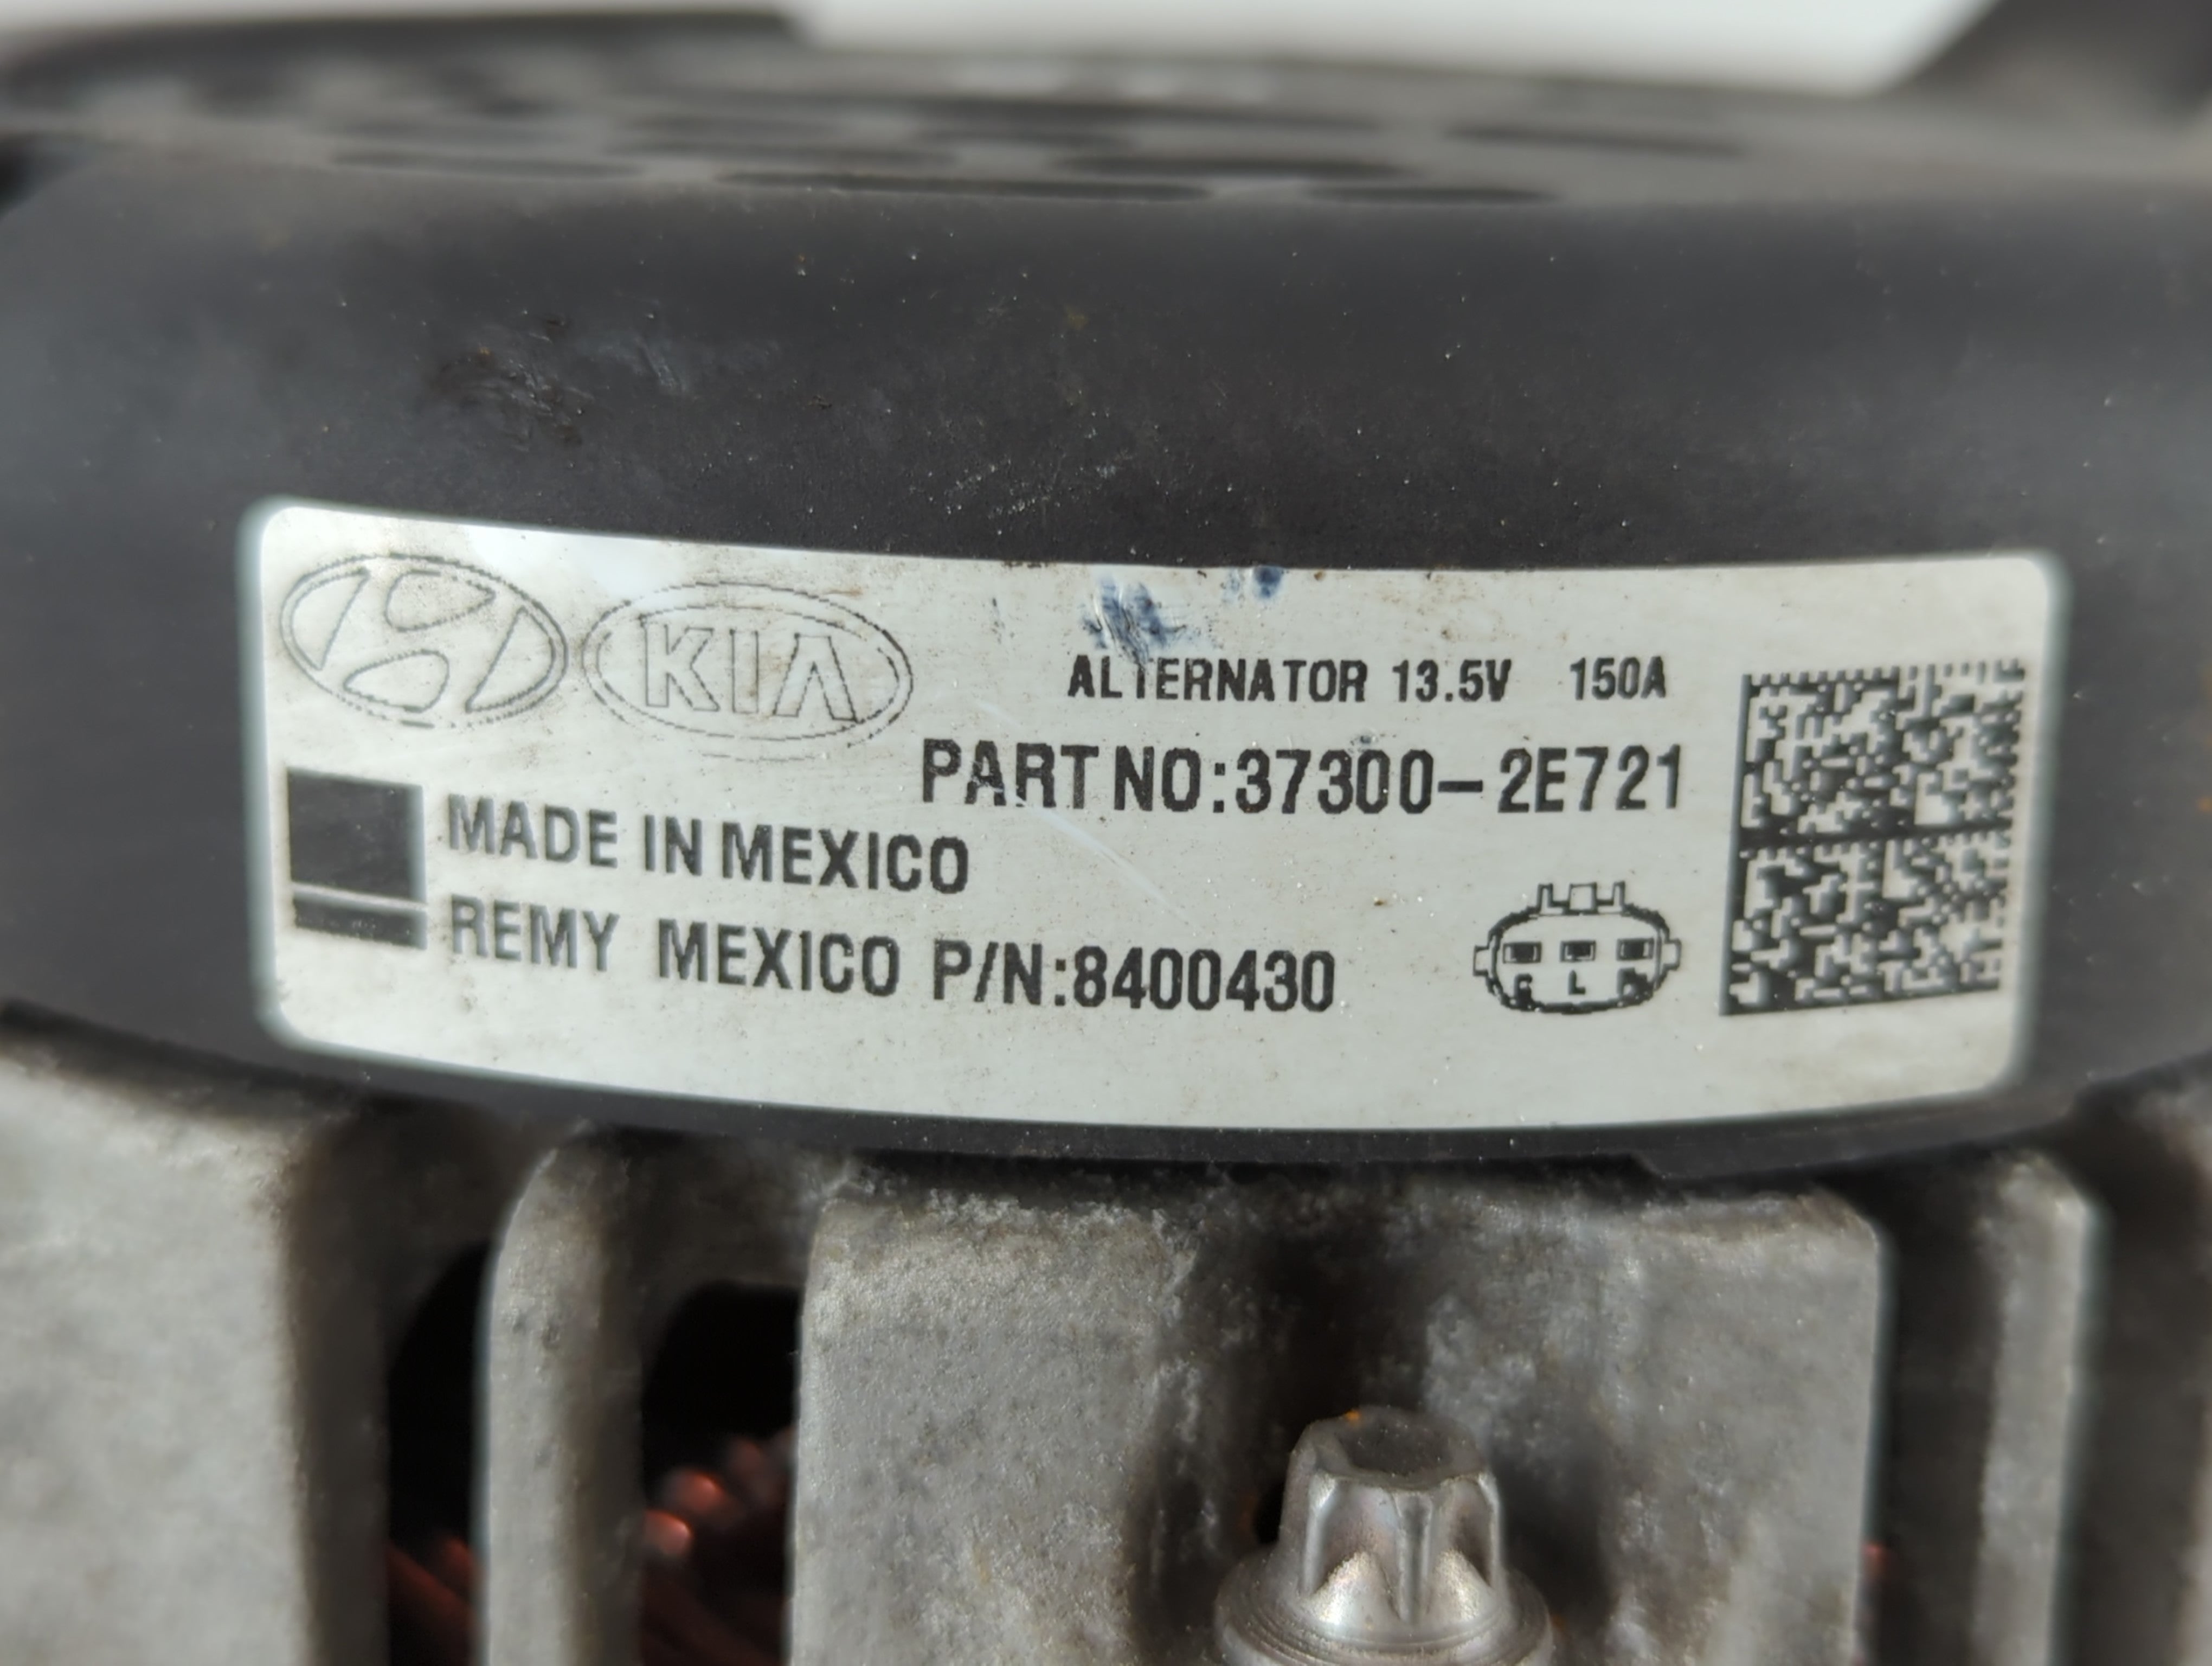 KIA
ALTERNATOR 13.5V 150A
PART NO:37300-2E721
MADE IN MEXICO
REMY MEXICO P/N:8400430
L